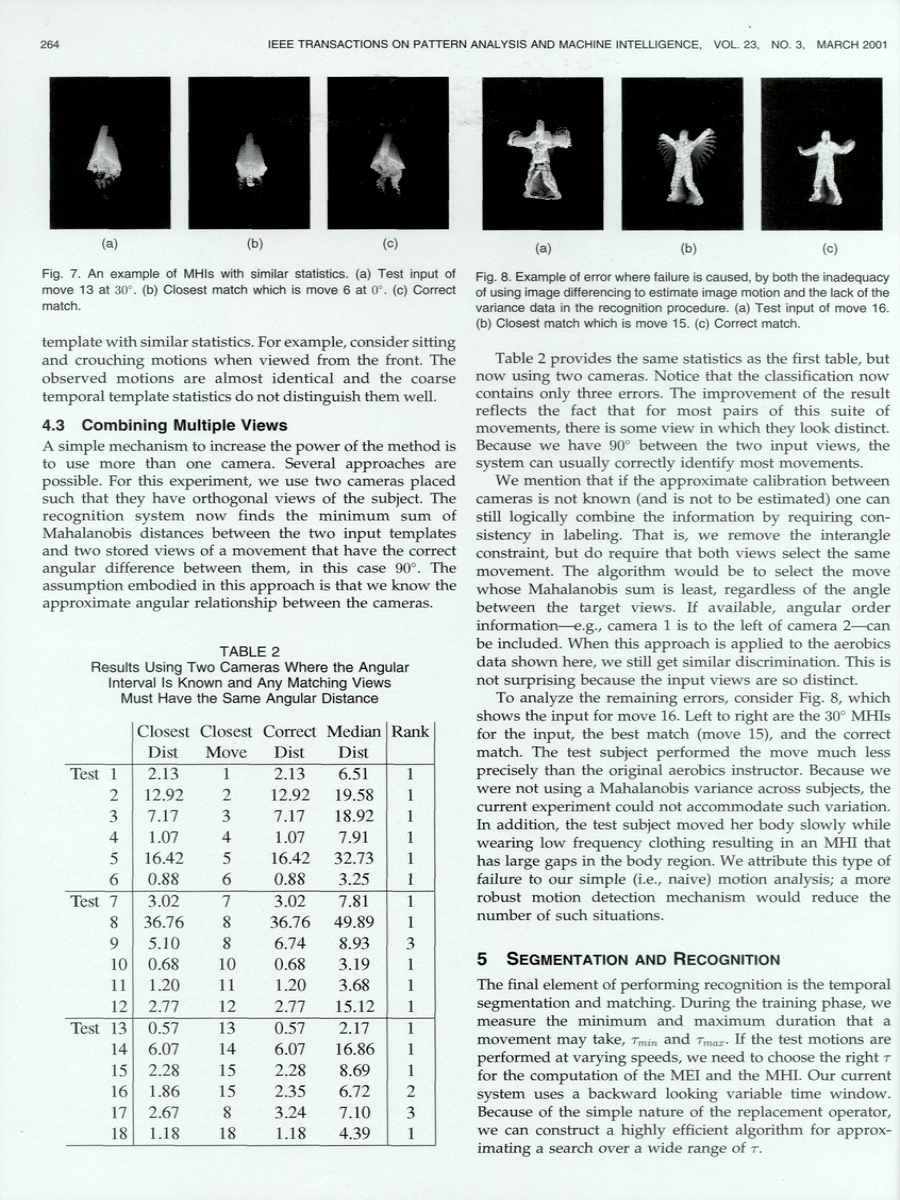 264
IEEE TRANSACTIONS ON PATTERN ANALYSIS AND MACHINE INTELLIGENCE, VOL. 23, NO. 3, MARCH 2001
(a)
(b)
(c)
Fig. 7. An example of MHIs with similar statistics. (a) Test input of
move 13 at 30°. (b) Closest match which is move 6 at 0°. (c) Correct
match.
template with similar statistics. For example, consider sitting
and crouching motions when viewed from the front. The
observed motions are almost identical and the coarse
temporal template statistics do not distinguish them well.
4.3 Combining Multiple Views
A simple mechanism to increase the power of the method is
to use more than one camera. Several approaches are
possible. For this experiment, we use two cameras placed
such that they have orthogonal views of the subject. The
recognition system now finds the minimum sum of
Mahalanobis distances between the two input templates
and two stored views of a movement that have the correct
angular difference between them, in this case 90°. The
assumption embodied in this approach is that we know the
approximate angular relationship between the cameras.
TABLE 2
Results Using Two Cameras Where the Angular
Interval Is Known and Any Matching Views
Must Have the Same Angular Distance
Closest Closest Correct Median Rank
Dist Move Dist Dist
Test 1 2.13 1 2.13 6.51 1
2 12.92 2 12.92 19.58 1
3 7.17 3 7.17 18.92 1
4 1.07 4 1.07 7.91 1
5 16.42 5 16.42 32.73 1
6 0.88 6 0.88 3.25 1
Test 7 3.02 7 3.02 7.81 1
8 36.76 8 36.76 49.89 1
9 5.10 8 6.74 8.93 3
10 0.68 10 0.68 3.19 1
11 1.20 11 1.20 3.68 1
12 2.77 12 2.77 15.12 1
Test 13 0.57 13 0.57 2.17 1
14 6.07 14 6.07 16.86 1
15 2.28 15 2.28 8.69 1
16 1.86 15 2.35 6.72 2
17 2.67 8 3.24 7.10 3
18 1.18 18 1.18 4.39 1
(a)
(b)
(c)
Fig. 8. Example of error where failure is caused, by both the inadequacy
of using image differencing to estimate image motion and the lack of the
variance data in the recognition procedure. (a) Test input of move 16.
(b) Closest match which is move 15. (c) Correct match.
Table 2 provides the same statistics as the first table, but
now using two cameras. Notice that the classification now
contains only three errors. The improvement of the result
reflects the fact that for most pairs of this suite of
movements, there is some view in which they look distinct.
Because we have 90° between the two input views, the
system can usually correctly identify most movements.
We mention that if the approximate calibration between
cameras is not known (and is not to be estimated) one can
still logically combine the information by requiring con-
sistency in labeling. That is, we remove the interangle
constraint, but do require that both views select the same
movement. The algorithm would be to select the move
whose Mahalanobis sum is least, regardless of the angle
between the target views. If available, angular order
information—e.g., camera 1 is to the left of camera 2—can
be included. When this approach is applied to the aerobics
data shown here, we still get similar discrimination. This is
not surprising because the input views are so distinct.
To analyze the remaining errors, consider Fig. 8, which
shows the input for move 16. Left to right are the 30° MHIs
for the input, the best match (move 15), and the correct
match. The test subject performed the move much less
precisely than the original aerobics instructor. Because we
were not using a Mahalanobis variance across subjects, the
current experiment could not accommodate such variation.
In addition, the test subject moved her body slowly while
wearing low frequency clothing resulting in an MHI that
has large gaps in the body region. We attribute this type of
failure to our simple (i.e., naive) motion analysis; a more
robust motion detection mechanism would reduce the
number of such situations.
5 SEGMENTATION AND RECOGNITION
The final element of performing recognition is the temporal
segmentation and matching. During the training phase, we
measure the minimum and maximum duration that a
movement may take, τmin and τmax. If the test motions are
performed at varying speeds, we need to choose the right τ
for the computation of the MEI and the MHI. Our current
system uses a backward looking variable time window.
Because of the simple nature of the replacement operator,
we can construct a highly efficient algorithm for approx-
imating a search over a wide range of τ.